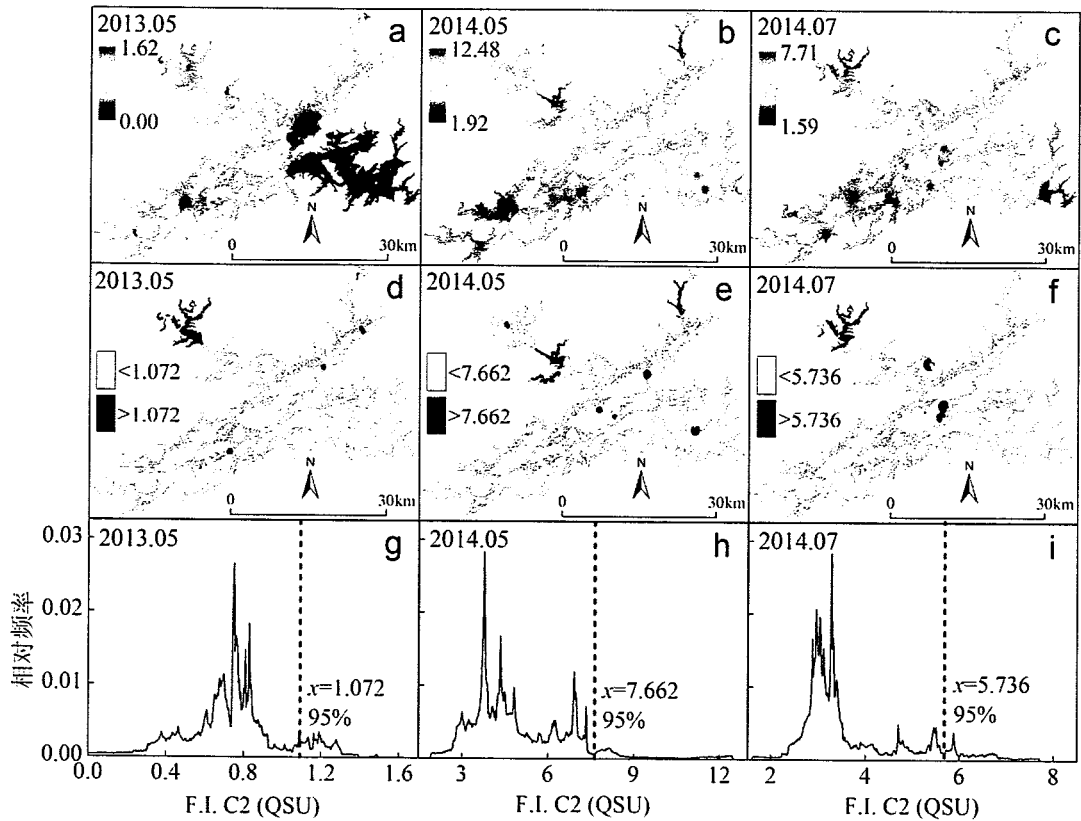 2013.05
a
1.62
0.00
N
0
30km
2014.05
b
12.48
1.92
N
0
30km
2014.07
c
7.71
1.59
N
0
30km
2013.05
d
<1.072
>1.072
N
0
30km
2014.05
e
<7.662
>7.662
N
0
30km
2014.07
f
<5.736
>5.736
N
0
30km
相对频率
0.03
0.02
0.01
0.00
2013.05
g
x=1.072
95%
0.0 0.4 0.8 1.2 1.6
F.I. C2 (QSU)
2014.05
h
x=7.662
95%
3 6 9 12
F.I. C2 (QSU)
2014.07
i
x=5.736
95%
2 4 6 8
F.I. C2 (QSU)